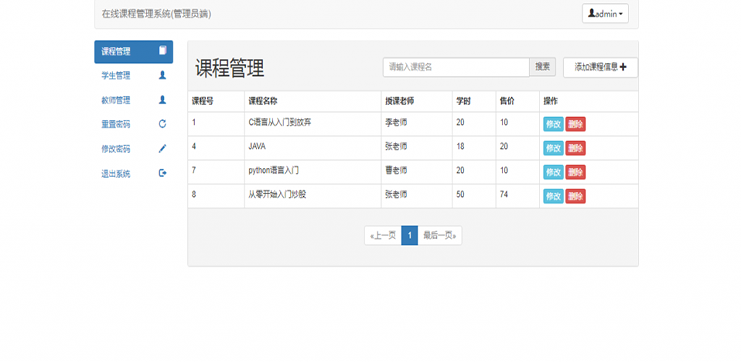 在线课程管理系统(管理员端)
admin
课程管理
学生管理
教师管理
重置密码
修改密码
退出系统
课程管理
请输入课程名 搜索 添加课程信息
课程号 课程名称 授课老师 学时 售价 操作
1 C语言从入门到放弃 李老师 20 10 修改 删除
4 JAVA 张老师 18 20 修改 删除
7 python语言入门 曹老师 20 10 修改 删除
8 从零开始入门炒股 张老师 50 74 修改 删除
«上一页 1 最后一页»